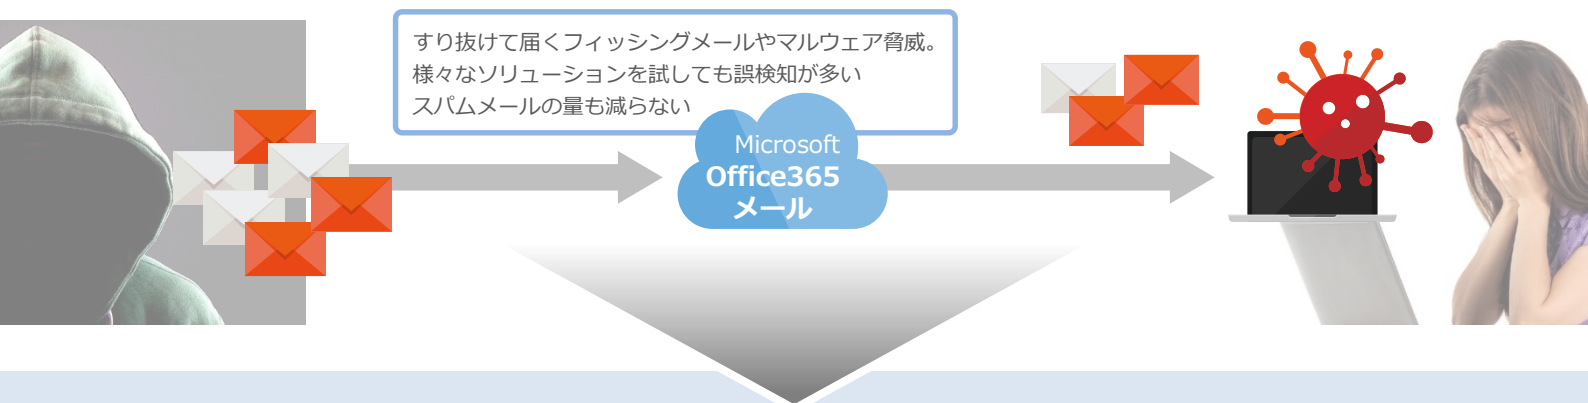 すり抜けて届くフィッシングメールやマルウェア脅威。
様々なソリューションを試しても誤検知が多い
スパムメールの量も減らない
Microsoft
Office365
メール